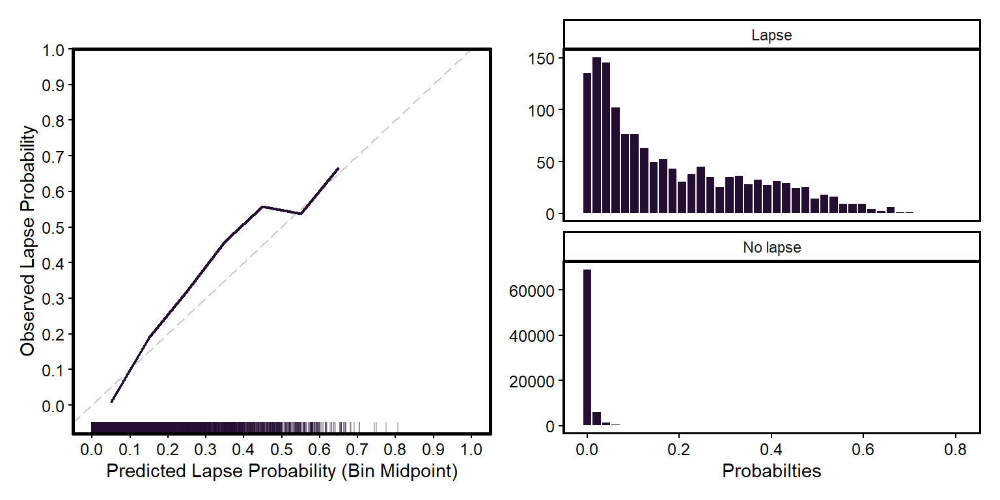 1.0
0.9
0.8
0.7
0.6
0.5
0.4
0.3
0.2
0.1
0.0
Observed Lapse Probability
0.0 0.1 0.2 0.3 0.4 0.5 0.6 0.7 0.8 0.9 1.0
Predicted Lapse Probability (Bin Midpoint)
Lapse
150
100
50
0
No lapse
60000
40000
20000
0
0.0 0.2 0.4 0.6 0.8
Probabilties